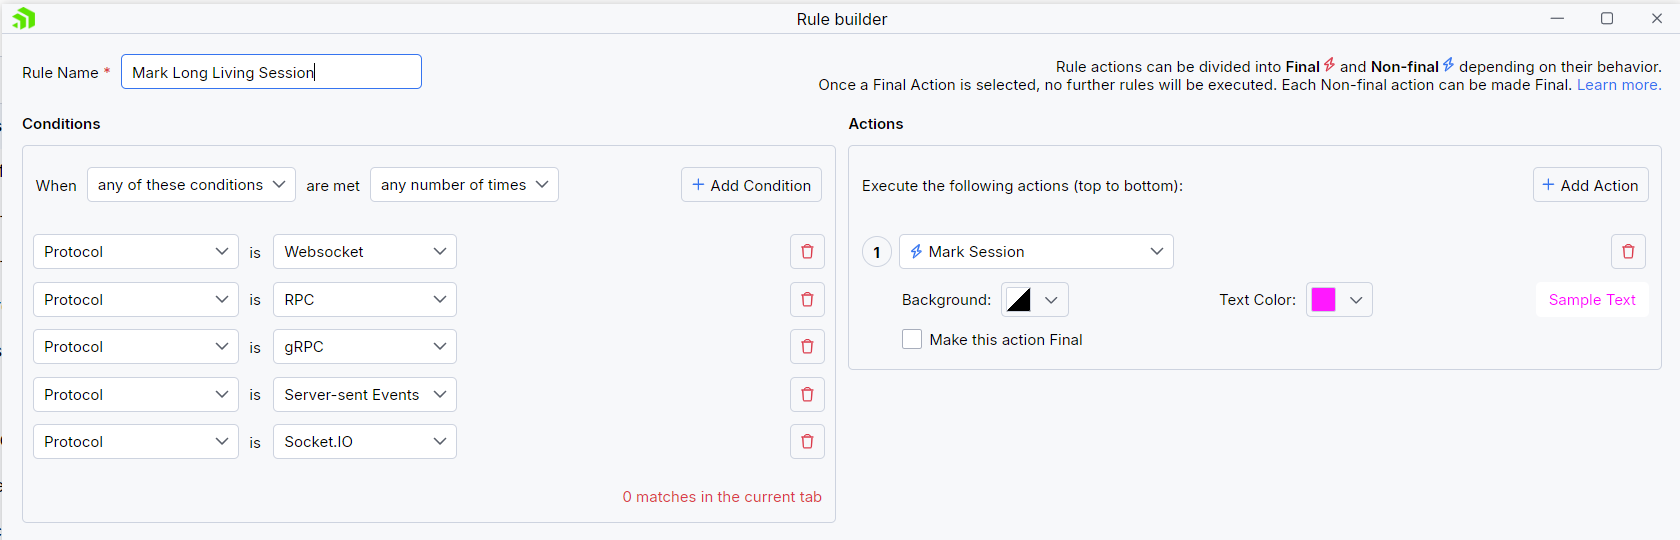 Rule builder
Rule Name * Mark Long Living Session
Rule actions can be divided into Final and Non-final depending on their behavior.
Once a Final Action is selected, no further rules will be executed. Each Non-final action can be made Final. Learn more.
Conditions
When any of these conditions are met any number of times + Add Condition
Protocol is Websocket
Protocol is RPC
Protocol is gRPC
Protocol is Server-sent Events
Protocol is Socket.IO
0 matches in the current tab
Actions
Execute the following actions (top to bottom): + Add Action
1 Mark Session
Background: Text Color: Sample Text
Make this action Final